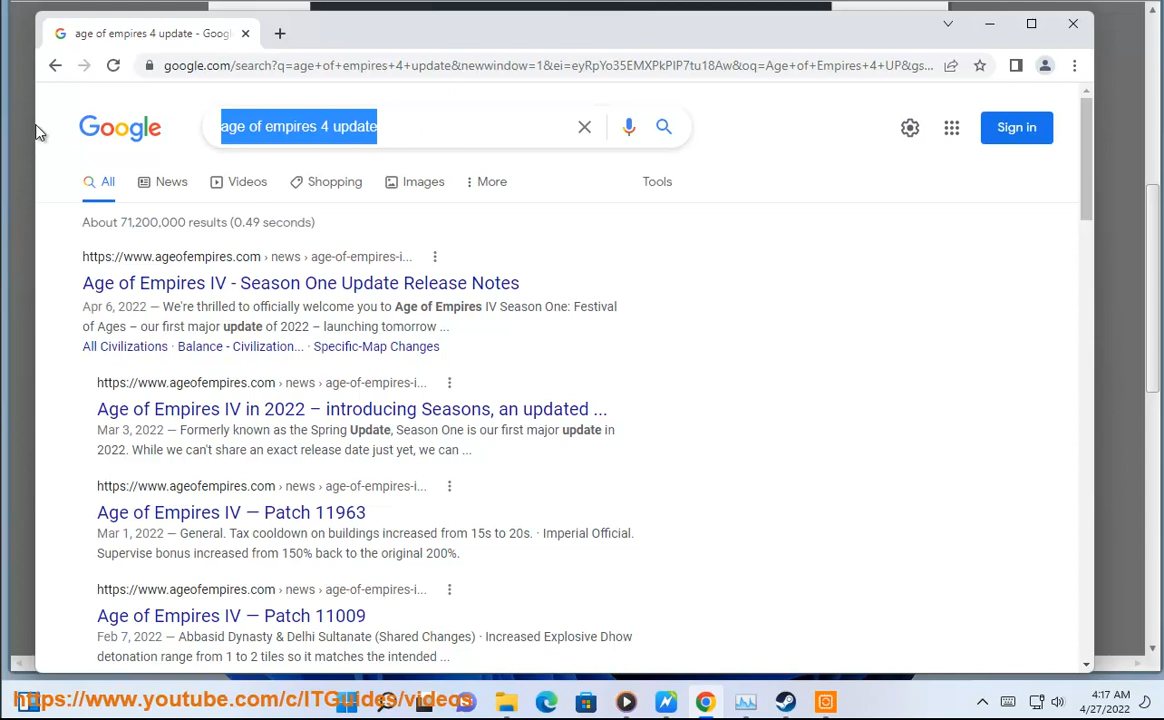 age of empires 4 update - Goog
google.com/search?q=age+of+empires+4+update&newwindow=1&ei=eyRpYo35EMXPkPIP7tu18Aw&oq=Age+of+Empires+4+UP&gs...
Google
age of empires 4 update
Sign in
All
News
Videos
Shopping
Images
More
Tools
About 71,200,000 results (0.49 seconds)
https://www.ageofempires.com › news › age-of-empires-i...
Age of Empires IV - Season One Update Release Notes
Apr 6, 2022 — We're thrilled to officially welcome you to Age of Empires IV Season One: Festival
of Ages – our first major update of 2022 – launching tomorrow ...
All Civilizations · Balance - Civilization... · Specific-Map Changes
https://www.ageofempires.com › news › age-of-empires-i...
Age of Empires IV in 2022 – introducing Seasons, an updated ...
Mar 3, 2022 — Formerly known as the Spring Update, Season One is our first major update in
2022. While we can't share an exact release date just yet, we can ...
https://www.ageofempires.com › news › age-of-empires-i...
Age of Empires IV — Patch 11963
Mar 1, 2022 — General. Tax cooldown on buildings increased from 15s to 20s. · Imperial Official.
Supervise bonus increased from 150% back to the original 200%.
https://www.ageofempires.com › news › age-of-empires-i...
Age of Empires IV — Patch 11009
Feb 7, 2022 — Abbasid Dynasty & Delhi Sultanate (Shared Changes) · Increased Explosive Dhow
detonation range from 1 to 2 tiles so it matches the intended ...
https://www.youtube.com/c/ITGuides/videos
4:17 AM
4/27/2022